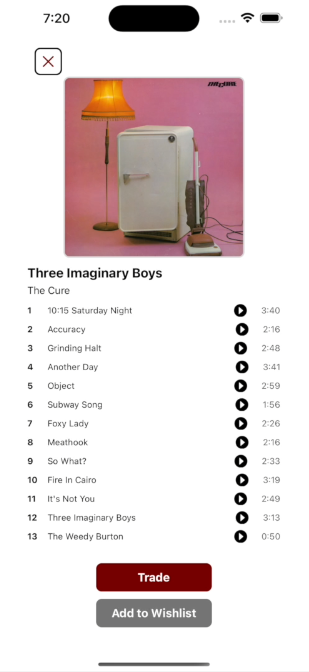 7:20
Three Imaginary Boys
The Cure
1 10:15 Saturday Night 3:40
2 Accuracy 2:16
3 Grinding Halt 2:48
4 Another Day 3:41
5 Object 2:59
6 Subway Song 1:56
7 Foxy Lady 2:26
8 Meathook 2:16
9 So What? 2:33
10 Fire In Cairo 3:19
11 It's Not You 2:49
12 Three Imaginary Boys 3:13
13 The Weedy Burton 0:50
Trade
Add to Wishlist